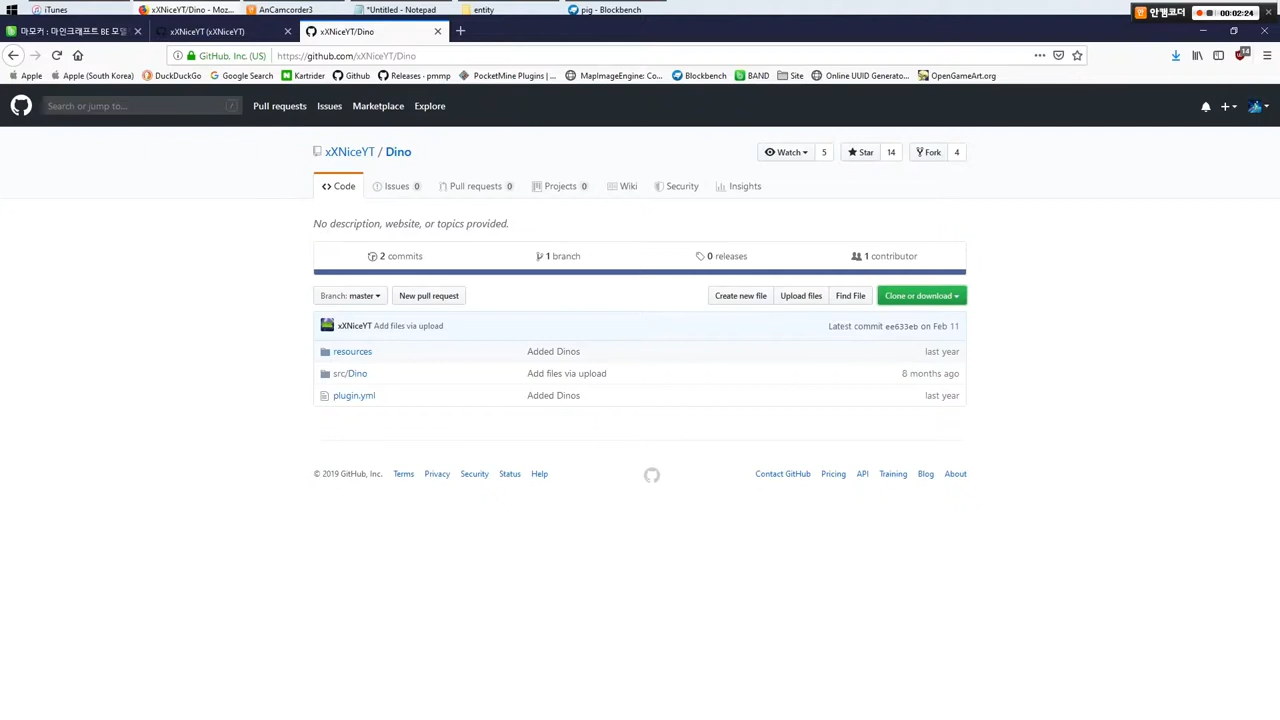 iTunes
xXNiceYT/Dino - Moz...
AnCamcorder3
*Untitled - Notepad
entity
pig - Blockbench
안캠코더
00:02:24
마모커 : 마인크래프트 BE 모델
xXNiceYT (xXNiceYT)
xXNiceYT/Dino
GitHub, Inc. (US)
https://github.com/xXNiceYT/Dino
14
Apple
Apple (South Korea)
DuckDuckGo
Google Search
Kartrider
Github
Releases · pmmp
PocketMine Plugins | ...
MapImageEngine: Co...
Blockbench
BAND
Site
Online UUID Generato...
OpenGameArt.org
Search or jump to...
/
Pull requests
Issues
Marketplace
Explore
xXNiceYT / Dino
Watch 5
Star 14
Fork 4
Code
Issues 0
Pull requests 0
Projects 0
Wiki
Security
Insights
No description, website, or topics provided.
2 commits
1 branch
0 releases
1 contributor
Branch: master
New pull request
Create new file
Upload files
Find File
Clone or download
xXNiceYT Add files via upload
Latest commit ee633eb on Feb 11
resources
Added Dinos
last year
src/Dino
Add files via upload
8 months ago
plugin.yml
Added Dinos
last year
© 2019 GitHub, Inc.
Terms
Privacy
Security
Status
Help
Contact GitHub
Pricing
API
Training
Blog
About